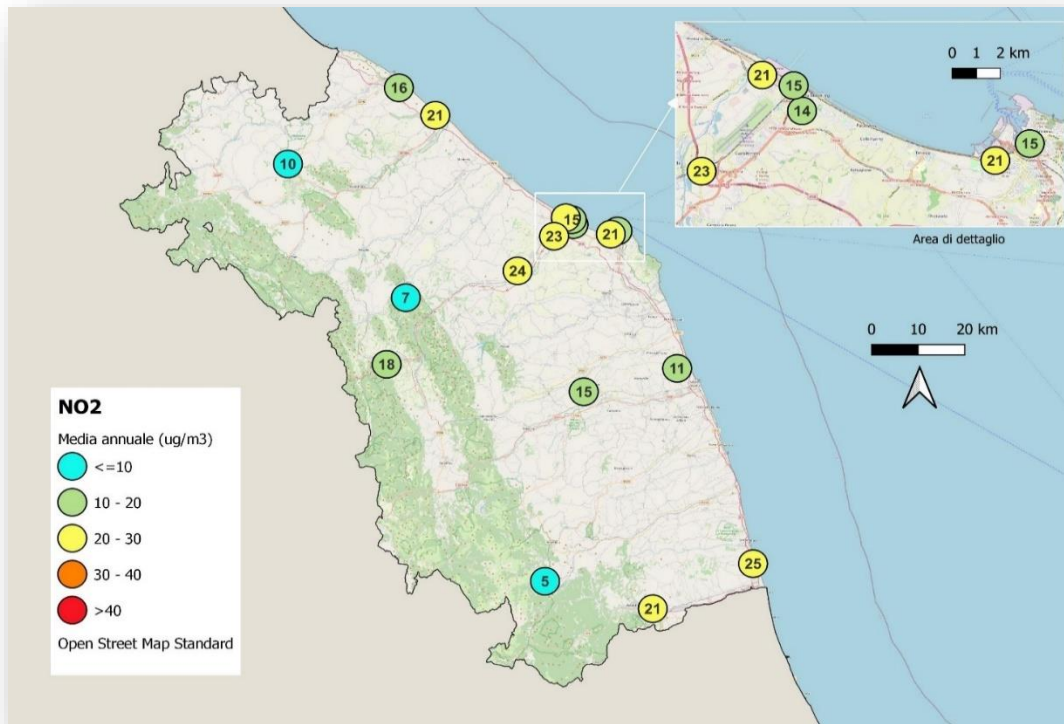 0 1 2 km
21
15
14
15
21
23
Area di dettaglio
16
21
10
15
23
21
24
7
0 10 20 km
18
11
15
25
5
21
NO2
Media annuale (ug/m3)
<=10
10 - 20
20 - 30
30 - 40
>40
Open Street Map Standard